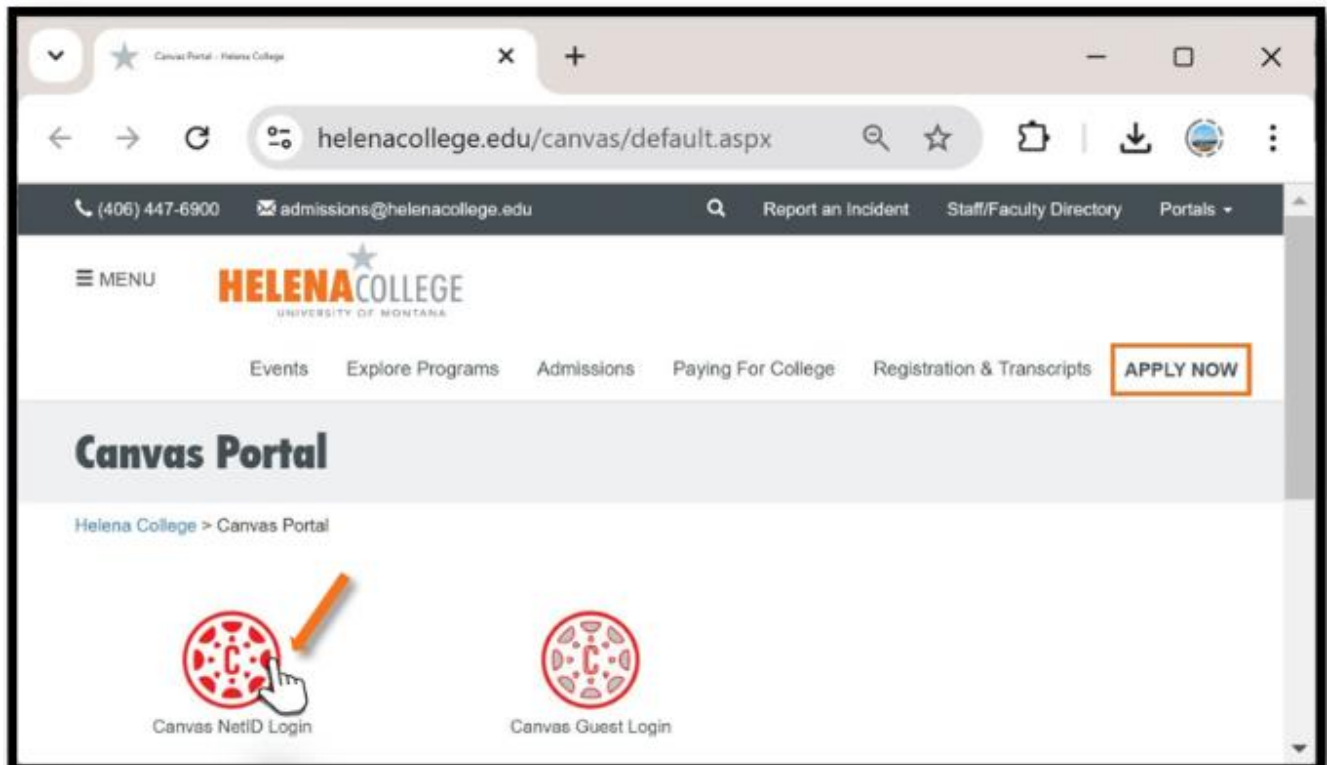 Canvas Portal - Helena College
helenacollege.edu/canvas/default.aspx
(406) 447-6900 admissions@helenacollege.edu Report an Incident Staff/Faculty Directory Portals
MENU
HELENA COLLEGE
UNIVERSITY OF MONTANA
Events Explore Programs Admissions Paying For College Registration & Transcripts APPLY NOW
Canvas Portal
Helena College > Canvas Portal
C C
Canvas NetID Login Canvas Guest Login